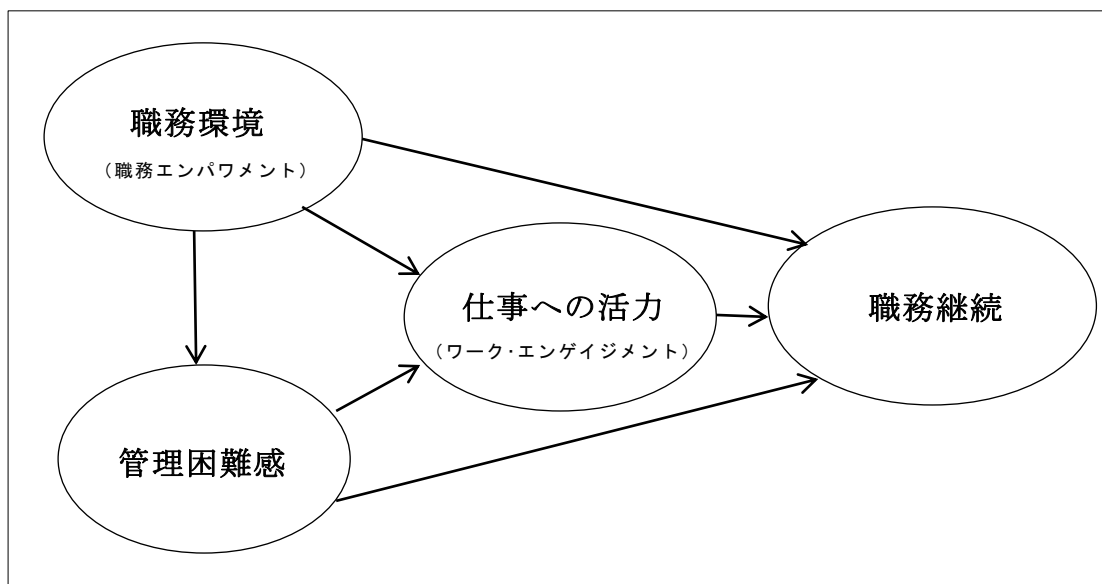 職務環境
（職務エンパワメント）
仕事への活力
（ワーク・エンゲイジメント）
職務継続
管理困難感